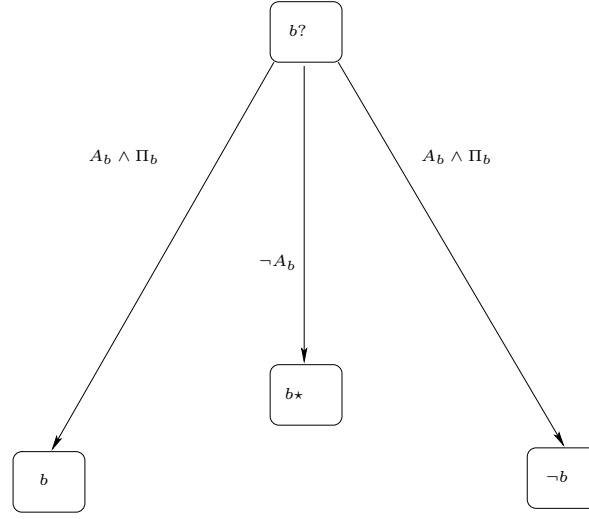 b?
A_b ∧ Π_b
A_b ∧ Π_b
¬A_b
b⋆
b
¬b